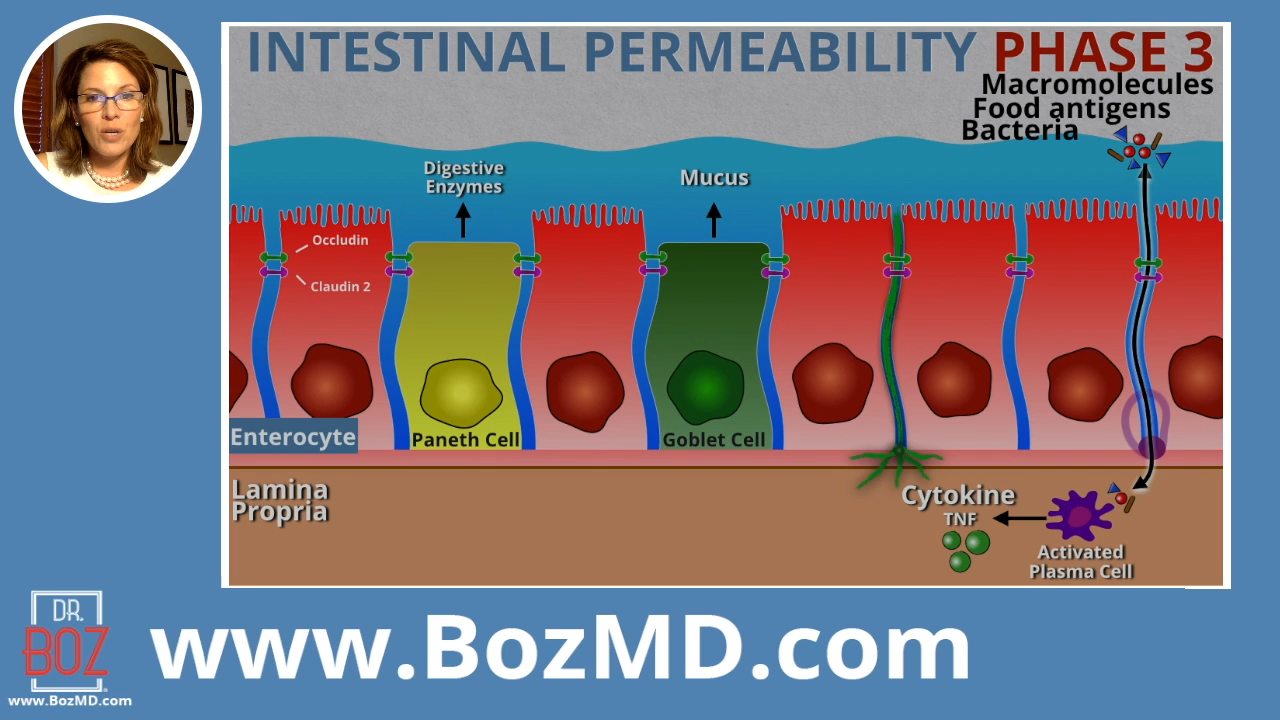 INTESTINAL PERMEABILITY PHASE 3
Macromolecules
Food antigens
Bacteria
Digestive
Enzymes
Mucus
Occludin
Claudin 2
Enterocyte
Paneth Cell
Goblet Cell
Lamina
Propria
Cytokine
TNF
Activated
Plasma Cell
DR.
BOZ
www.BozMD.com
www.BozMD.com